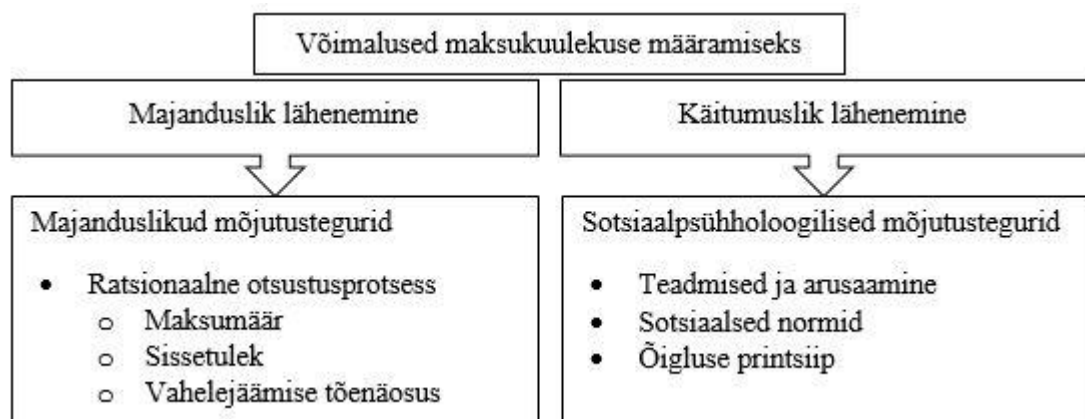 Võimalused maksukuulekuse määramiseks
Majanduslik lähenemine
Käitumuslik lähenemine
Majanduslikud mõjutustegurid
• Ratsionaalne otsustusprotsess
o Maksumäär
o Sissetulek
o Vahelejäämise tõenäosus
Sotsiaalpsühholoogilised mõjutustegurid
• Teadmised ja arusaamine
• Sotsiaalsed normid
• Õigluse printsiip